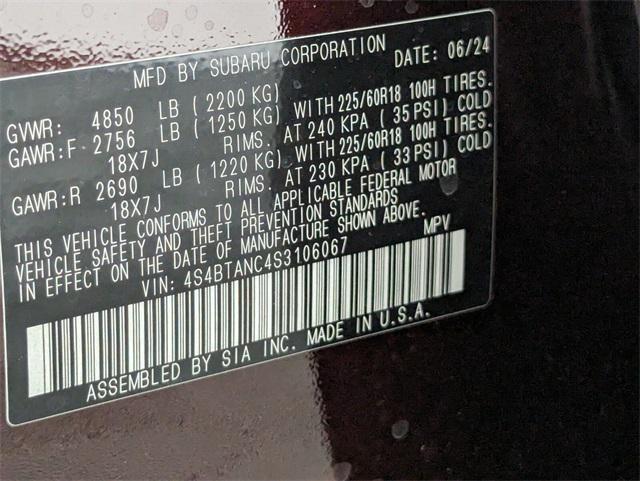 MFD BY SUBARU CORPORATION DATE: 06/24
GVWR: 4850 LB ( 2200 KG)
GAWR:F - 2756 LB ( 1250 KG) WITH 225/60R18 100H TIRES.
18X7J RIMS. AT 240 KPA ( 35 PSI) COLD
GAWR:R 2690 LB ( 1220 KG) WITH 225/60R18 100H TIRES.
18X7J RIMS. AT 230 KPA ( 33 PSI) COLD
THIS VEHICLE CONFORMS TO ALL APPLICABLE FEDERAL MOTOR
VEHICLE SAFETY AND THEFT PREVENTION STANDARDS
IN EFFECT ON THE DATE OF MANUFACTURE SHOWN ABOVE.
VIN: 4S4BTANC4S3106067 MPV
ASSEMBLED BY SIA INC. MADE IN U.S.A.